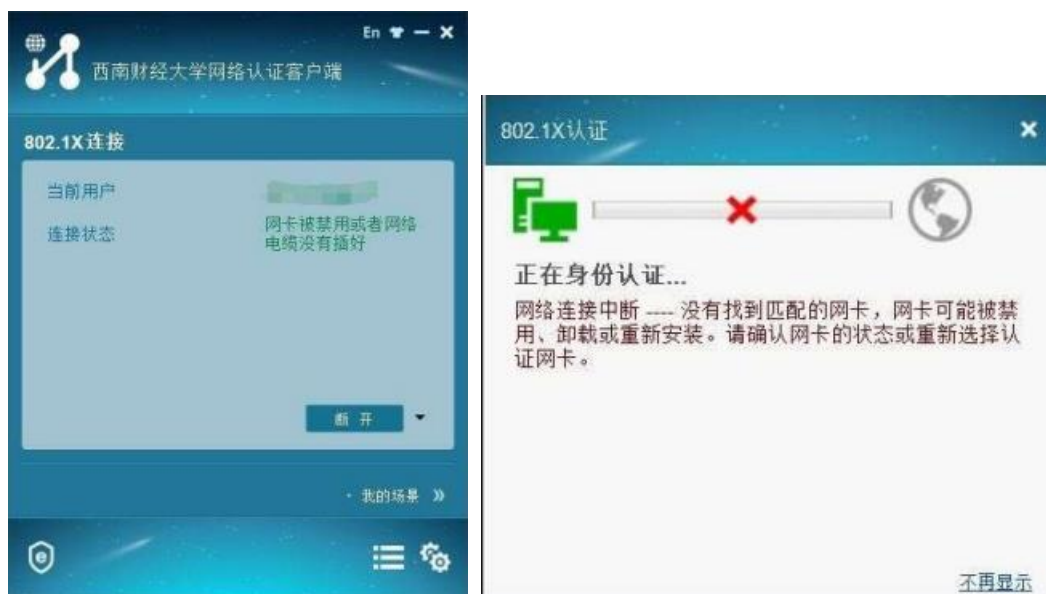 En
西南财经大学网络认证客户端
802.1X连接
当前用户
连接状态
网卡被禁用或者网络
电缆没有插好
断 开
· 我的场景 »
802.1X认证
正在身份认证...
网络连接中断 ---- 没有找到匹配的网卡，网卡可能被禁
用、卸载或重新安装。请确认网卡的状态或重新选择认
证网卡。
不再显示